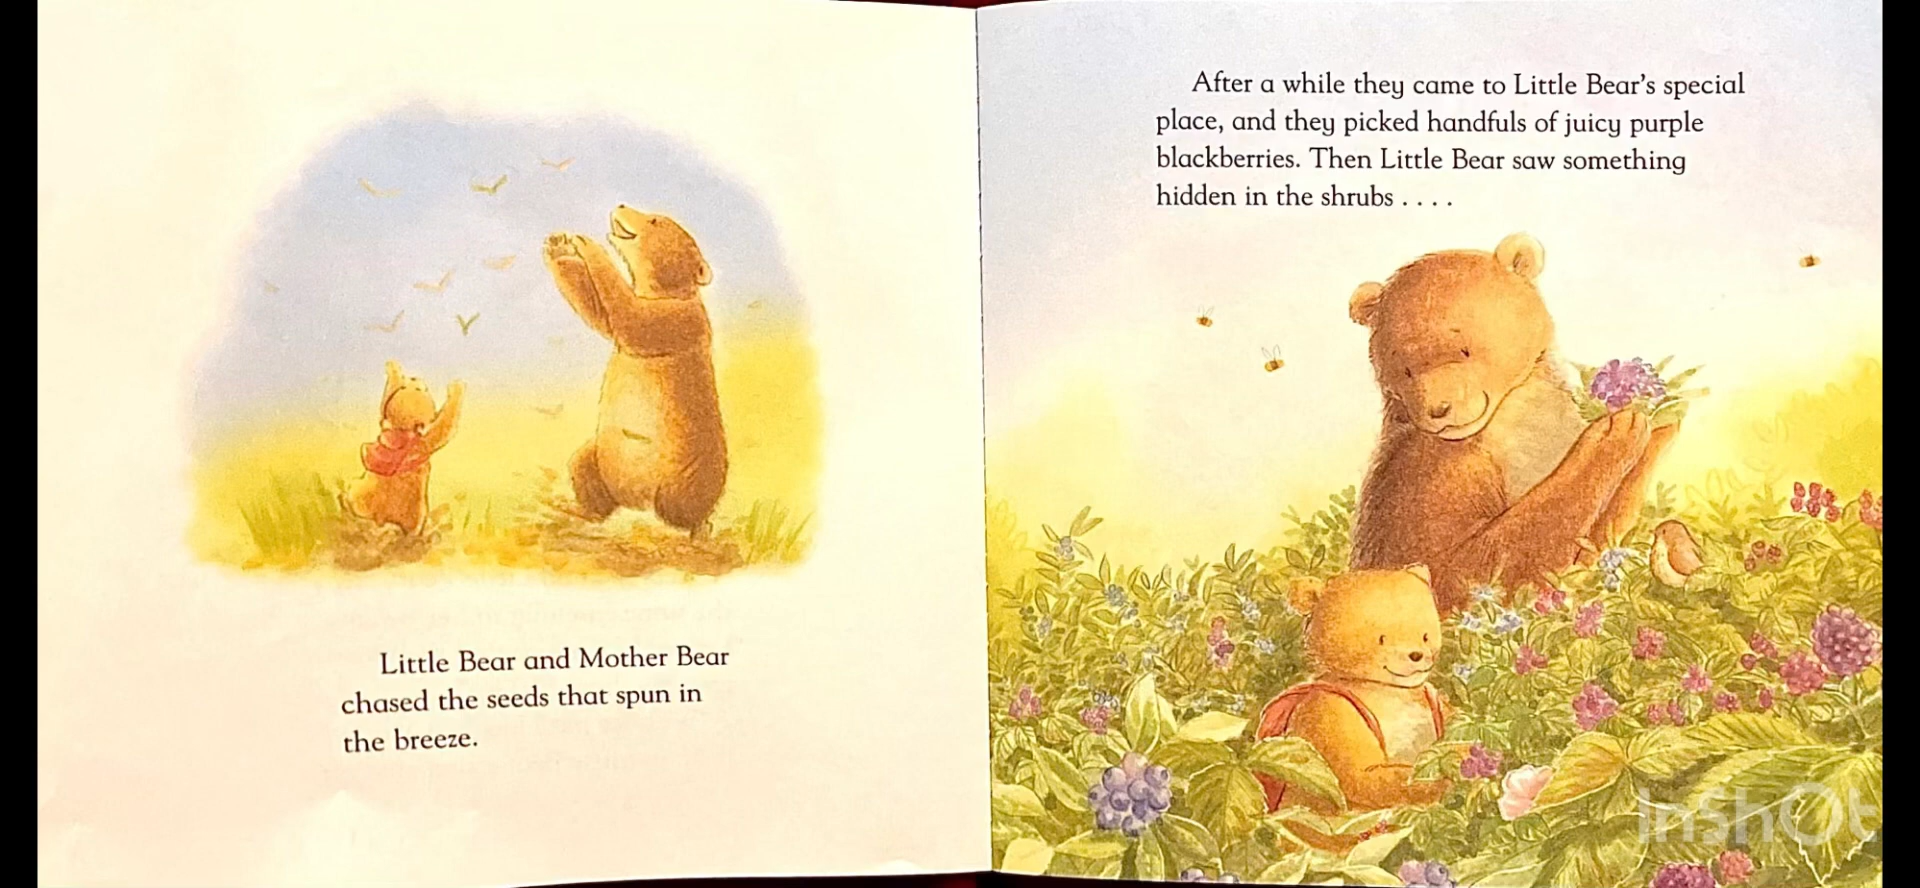 Little Bear and Mother Bear
chased the seeds that spun in
the breeze.
After a while they came to Little Bear's special
place, and they picked handfuls of juicy purple
blackberries. Then Little Bear saw something
hidden in the shrubs . . . .
InShOt